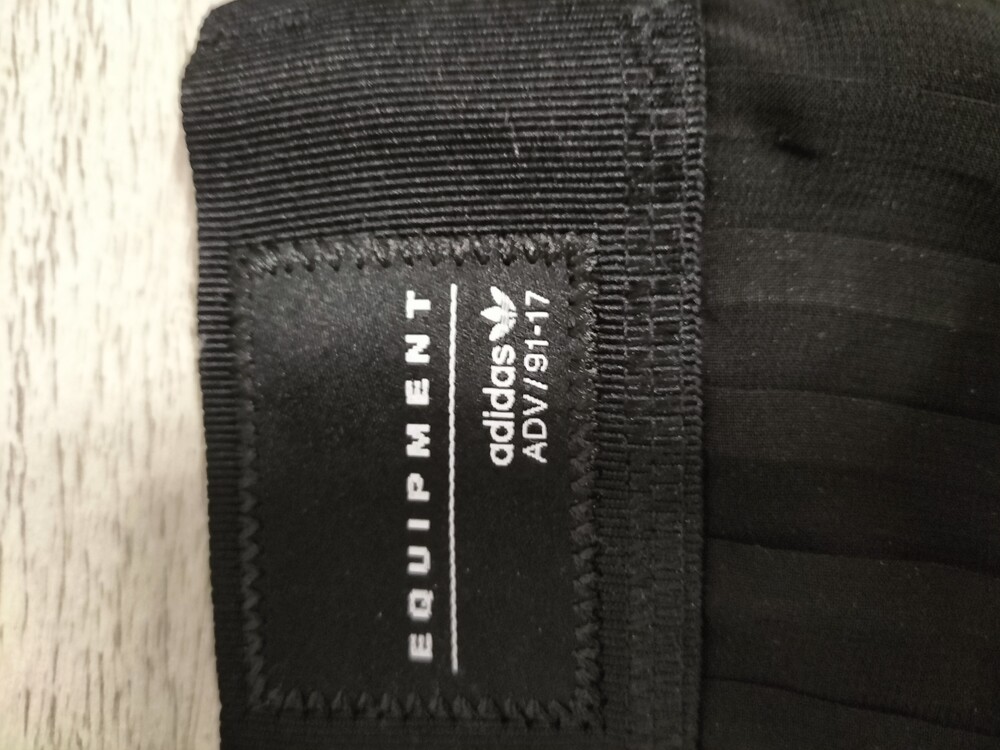 EQUIPMENT
adidas
ADV/91-17